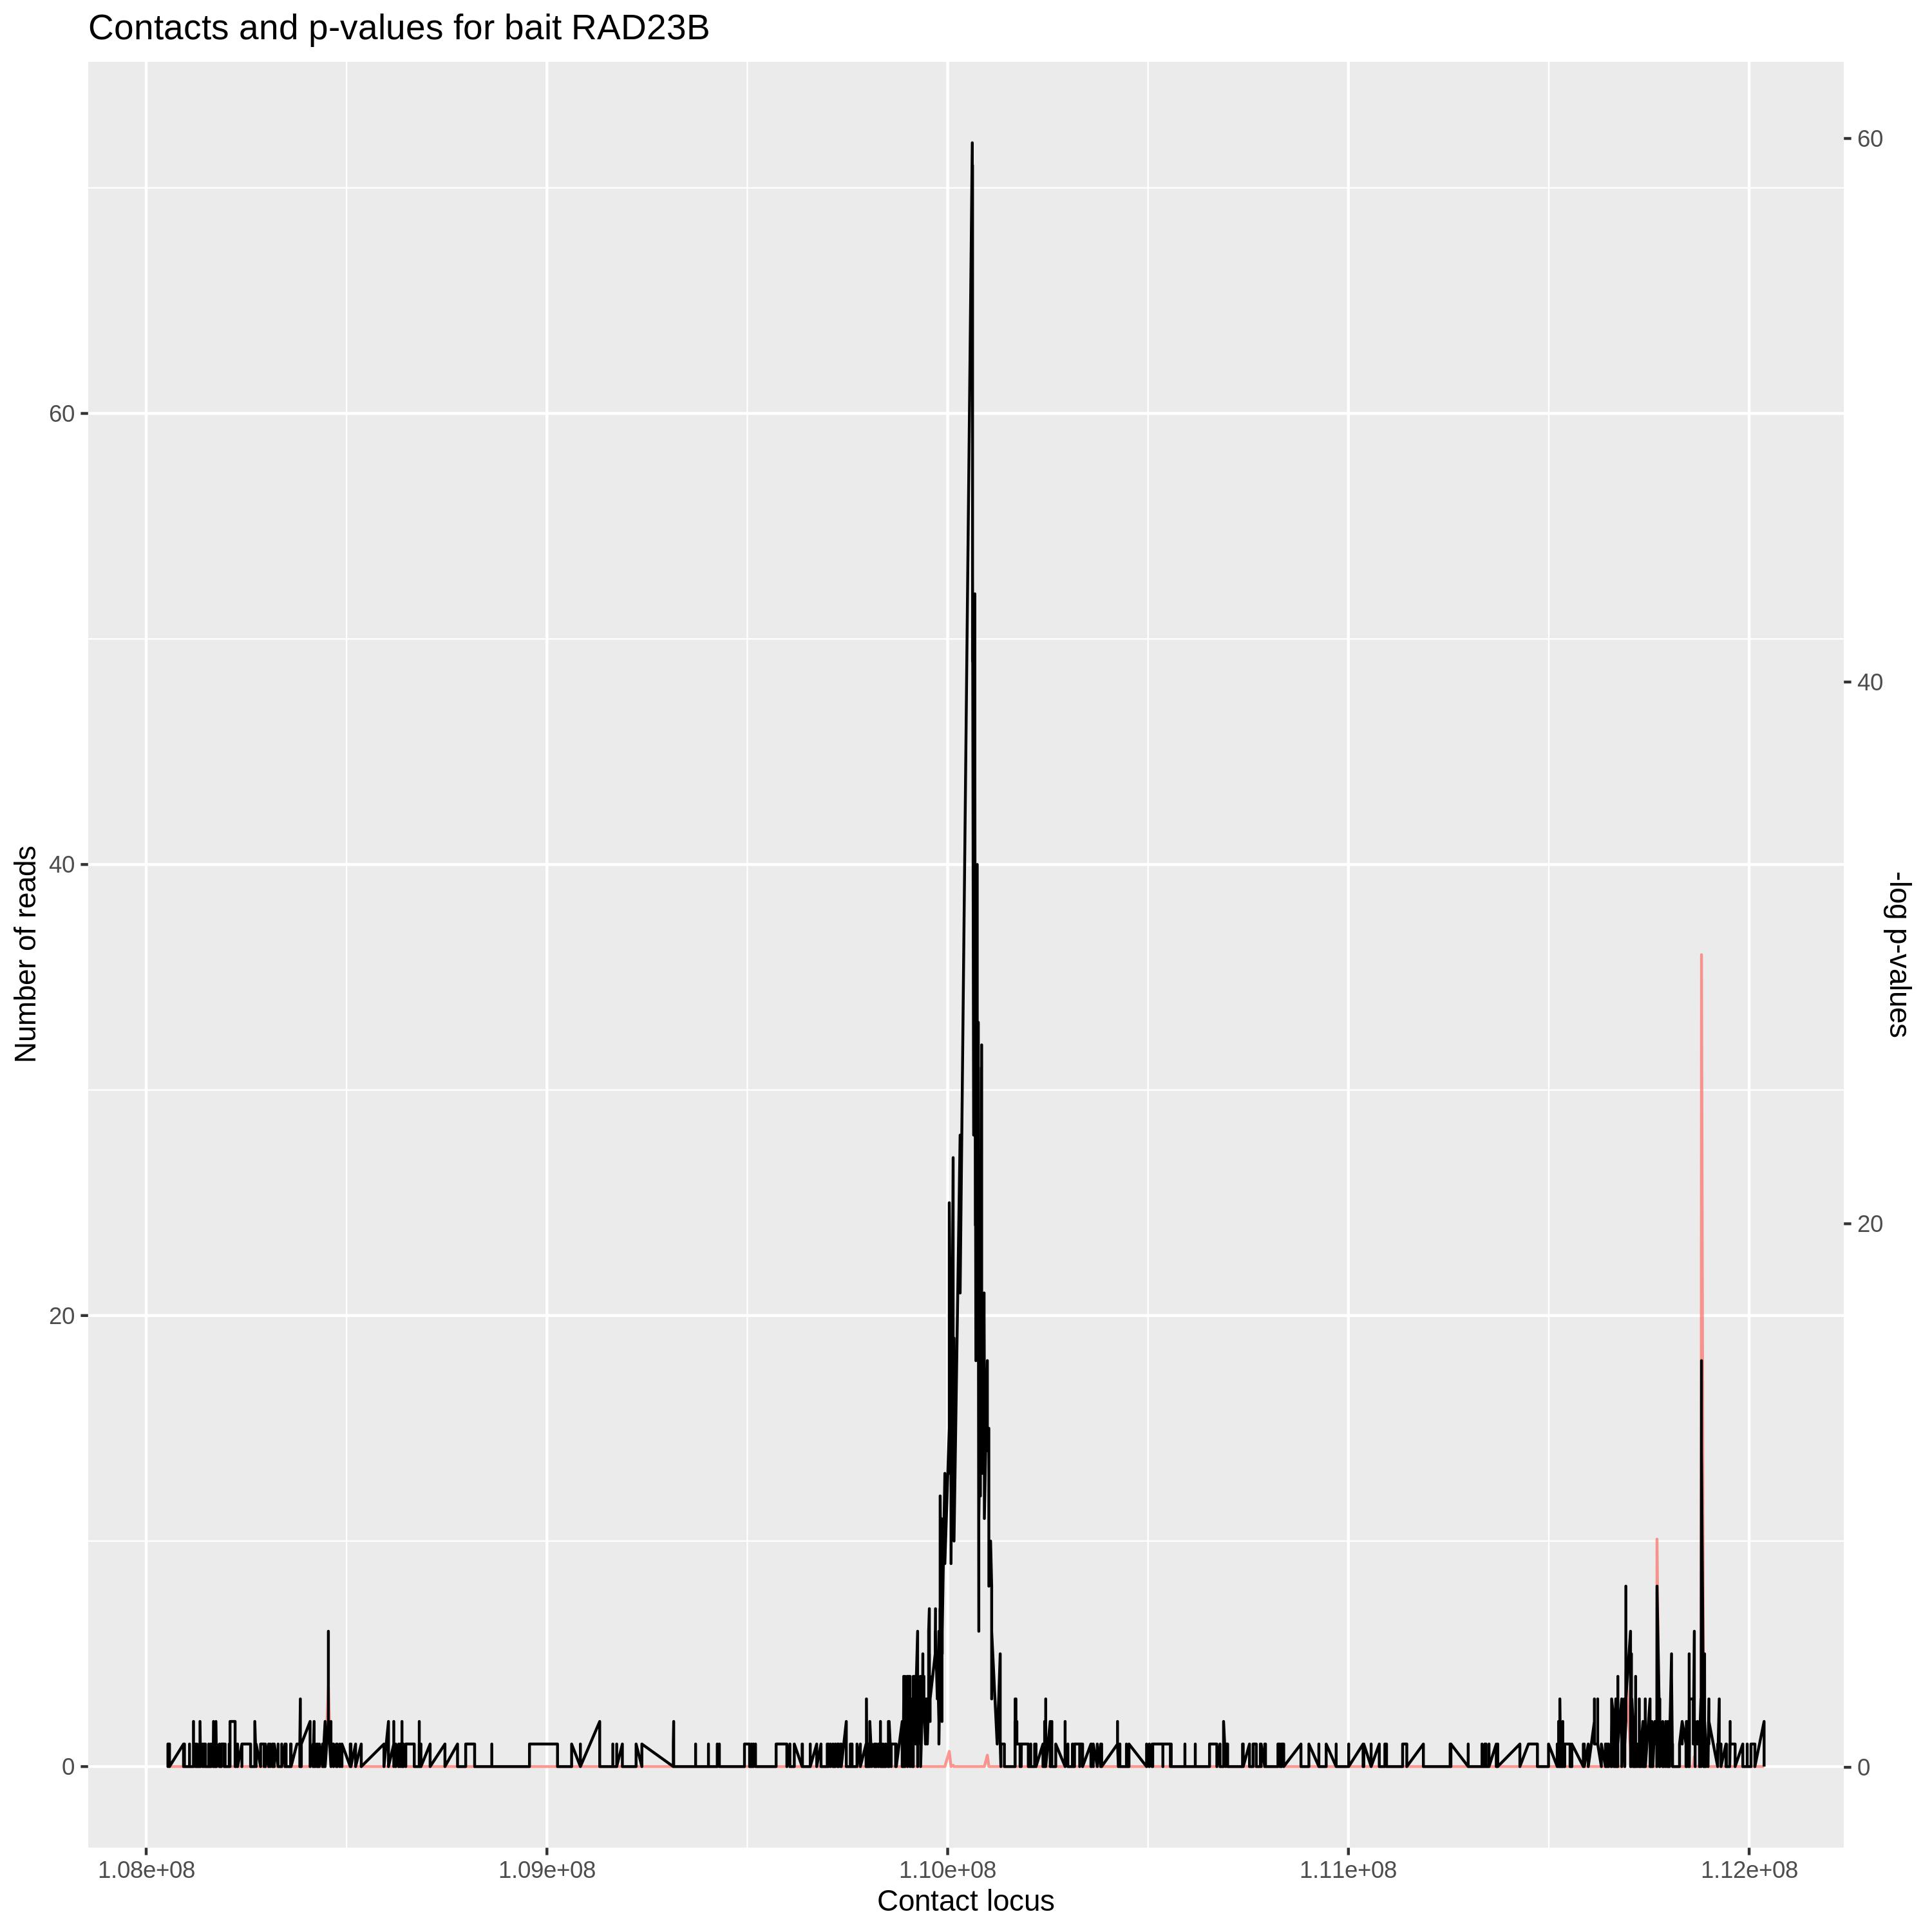 Contacts and p-values for bait RAD23B
60
60
40
40
20
20
0
0
Number of reads
-log p-values
1.08e+08 1.09e+08 1.10e+08 1.11e+08 1.12e+08
Contact locus